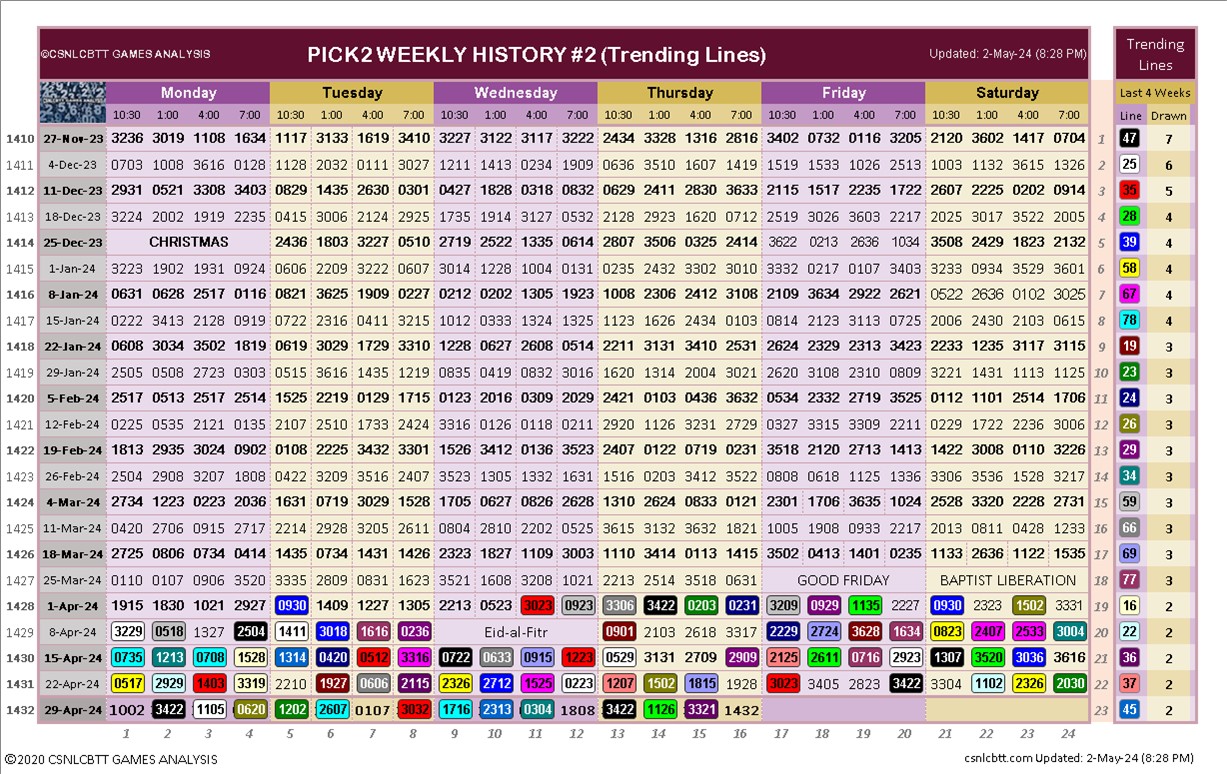 ©2020 CSNLCBTT GAMES ANALYSIS PICK2 WEEKLY HISTORY #2 (Trending Lines) Updated: 2-May-24 (8:28 PM) Trending Lines
Monday Tuesday Wednesday Thursday Friday Saturday Last 4 Weeks
10:30 1:00 4:00 7:00 10:30 1:00 4:00 7:00 10:30 1:00 4:00 7:00 10:30 1:00 4:00 7:00 10:30 1:00 4:00 7:00 10:30 1:00 4:00 7:00 Line Drawn
1410 27-Nov-23 3236 3019 1108 1634 1117 3133 1619 3410 3227 3122 3117 3222 2434 3328 1316 2816 3402 0732 0116 3205 2120 3602 1417 0704 1 47 7
1411 4-Dec-23 0703 1008 3616 0128 1128 2032 0111 3021 1211 1413 0234 1909 0636 3510 1607 1419 1519 1533 1026 2513 1003 1132 3615 1326 2 25 6
1412 11-Dec-23 2931 0521 3308 3403 0829 1435 2630 0301 0427 1828 0318 0832 0629 2411 2830 3633 2115 1517 2235 1722 2607 2225 0202 0914 3 35 5
1413 18-Dec-23 3224 2002 1919 2235 0415 3006 2124 2925 1735 1914 3127 0532 2128 2923 1620 0712 2519 3026 3603 2217 2025 3017 3522 2005 4 28 4
1414 25-Dec-23 CHRISTMAS 2436 1803 3227 0510 2719 2522 1335 0614 2807 3506 0325 2414 3622 0213 2636 1034 3508 2429 1823 2132 5 39 4
1415 1-Jan-24 3223 1902 1931 0924 0606 2209 3222 0607 3014 1228 1004 0131 0235 2432 3302 3010 3332 0217 0107 3403 3233 0934 3529 3601 6 58 4
1416 8-Jan-24 0631 0628 2517 0116 0821 3625 1909 0227 0212 0202 1305 1923 1008 2306 2412 3108 2109 3634 2922 2621 0522 2636 0102 3025 7 67 4
1417 15-Jan-24 0222 3413 2128 0919 0722 2316 0411 3215 1012 0333 1324 1325 1123 1626 2434 0103 0814 2123 3113 0725 2006 2430 2103 0615 8 78 4
1418 22-Jan-24 0608 3034 3502 1819 0619 3029 1729 3310 1228 0627 2608 0514 2211 3131 3410 2531 2624 2329 2313 3423 2233 1235 3117 3115 9 19 3
1419 29-Jan-24 2505 0508 2723 0303 0515 3616 1435 1219 0835 0419 0832 3016 1620 1314 2004 3021 2620 3108 2310 0809 3221 1431 1113 1125 10 23 3
1420 5-Feb-24 2517 0513 2517 2514 1525 2219 0129 1715 0123 2016 0309 2029 2421 0103 0436 3632 0534 2332 2719 3525 0112 1101 2514 1706 11 24 3
1421 12-Feb-24 0225 0535 2121 0135 2107 2510 1733 2424 3316 0126 0118 0211 2920 1126 3231 2729 0327 3315 3309 2211 0229 1722 2236 3006 12 26 3
1422 19-Feb-24 1813 2935 3024 0902 0108 2225 3432 3301 1526 3412 0136 3523 2407 0122 0719 0231 3518 2120 2713 1413 1422 3008 0110 3226 13 29 3
1423 26-Feb-24 2504 2908 3207 1808 0422 3209 3516 2403 3523 1305 1332 1631 1516 0203 3412 3522 0808 0618 1125 1336 3306 3536 1528 3217 14 34 3
1424 4-Mar-24 2734 1223 0223 2036 1631 0719 3029 1528 1705 0627 0826 2628 1310 2624 0833 0121 2301 1706 3635 1024 2528 3320 2228 2731 15 59 3
1425 11-Mar-24 0420 2706 0915 2717 2214 2928 3205 2611 0804 2810 2202 0525 3615 3132 3632 1821 1005 1908 0933 2217 2013 0811 0428 1233 16 66 3
1426 18-Mar-24 2725 0806 0734 0414 1435 0734 1431 1426 2323 1827 1109 3003 1110 3414 0113 1415 3502 0413 1401 0235 1133 2636 1122 1535 17 69 3
1427 25-Mar-24 0110 0107 0906 3520 3335 2809 0831 1623 3521 1608 3208 1021 2213 2514 3518 0631 GOOD FRIDAY BAPTIST LIBERATION 18 77 3
1428 1-Apr-24 1915 1830 1021 2927 0930 1409 1227 1305 2213 0523 3023 0923 3306 3422 0203 0231 3209 0929 1135 2227 0930 2323 1502 3331 19 16 2
1429 8-Apr-24 3229 0518 1327 2504 1411 3018 1616 0236 Eid-al-Fitr 0901 2103 2618 3317 2229 2724 3628 1634 0823 2407 2533 3004 20 22 2
1430 15-Apr-24 0735 1213 0708 1528 1314 0420 0512 3316 0722 0633 0915 1223 0529 3131 2709 2909 2125 2611 0716 2923 1307 3520 3036 3616 21 36 2
1431 22-Apr-24 0517 2929 1403 3319 2210 1927 0606 2115 2326 2712 1525 0223 1207 1502 1815 1928 3023 3405 2823 3422 3304 1102 2326 2030 22 37 2
1432 29-Apr-24 1002 3422 1105 0620 1202 2607 0107 3032 1716 2313 0304 1808 3422 1126 3321 1432 23 45 2
1 2 3 4 5 6 7 8 9 10 11 12 13 14 15 16 17 18 19 20 21 22 23 24
©2020 CSNLCBTT GAMES ANALYSIS csnlcbtt.com Updated: 2-May-24 (8:28 PM)